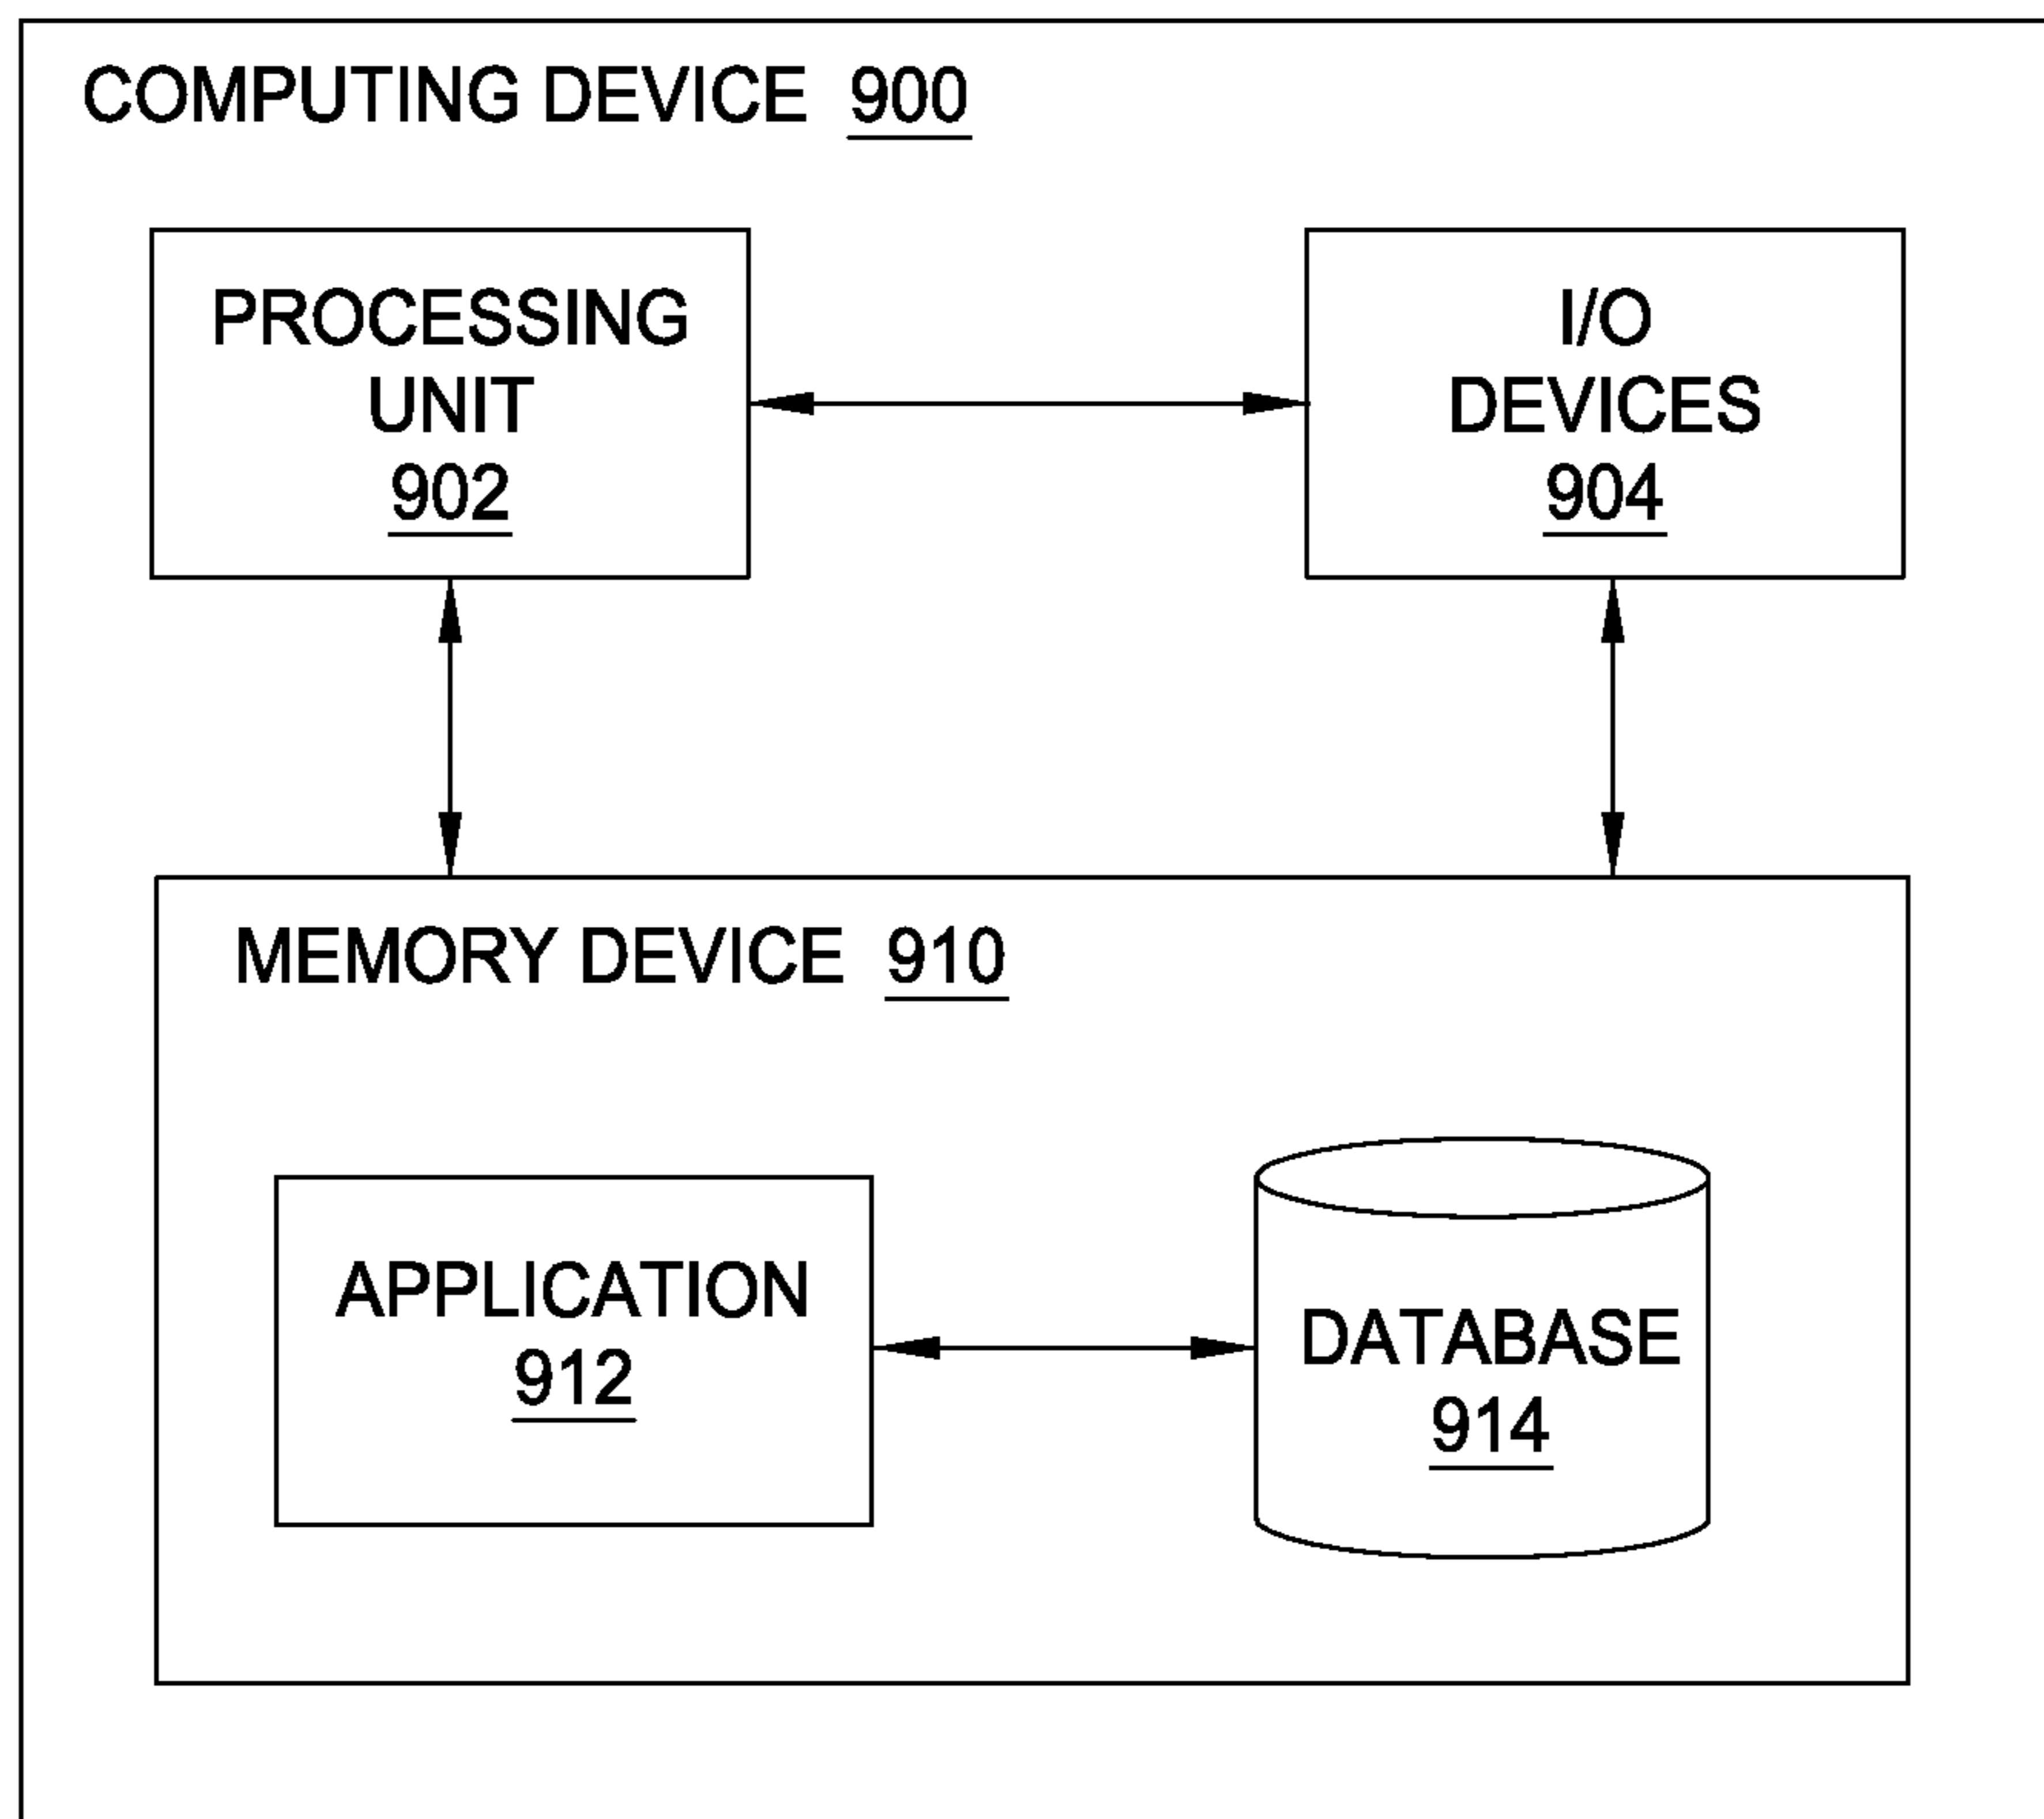 COMPUTING DEVICE 900
PROCESSING
UNIT
902
I/O
DEVICES
904
MEMORY DEVICE 910
APPLICATION
912
DATABASE
914